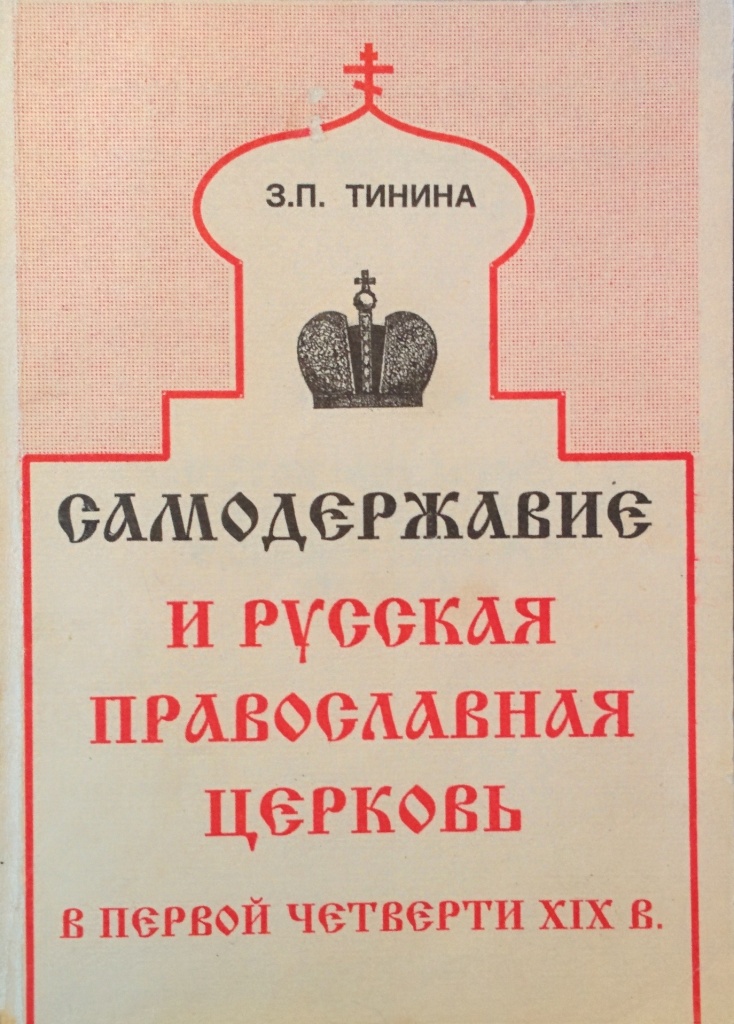 З.П. ТИНИНА
САМОДЕРЖАВИЕ
И РУССКАЯ
ПРАВОСЛАВНАЯ
ЦЕРКОВЬ
В ПЕРВОЙ ЧЕТВЕРТИ XIX В.